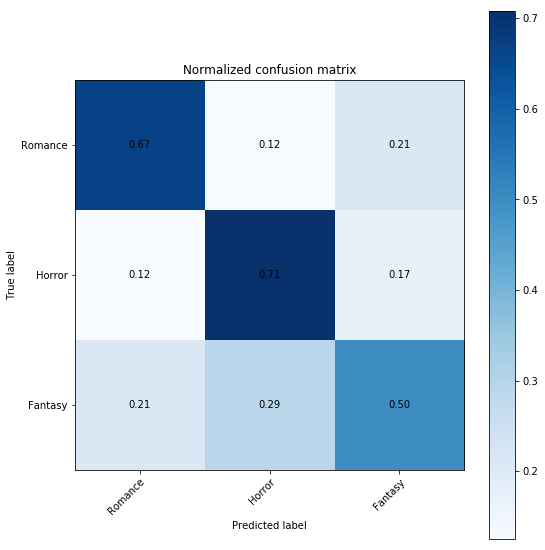 Normalized confusion matrix
0.7
0.6
0.5
0.4
0.3
0.2
True label
Romance 0.67 0.12 0.21
Horror 0.12 0.71 0.17
Fantasy 0.21 0.29 0.50
Romance Horror Fantasy
Predicted label